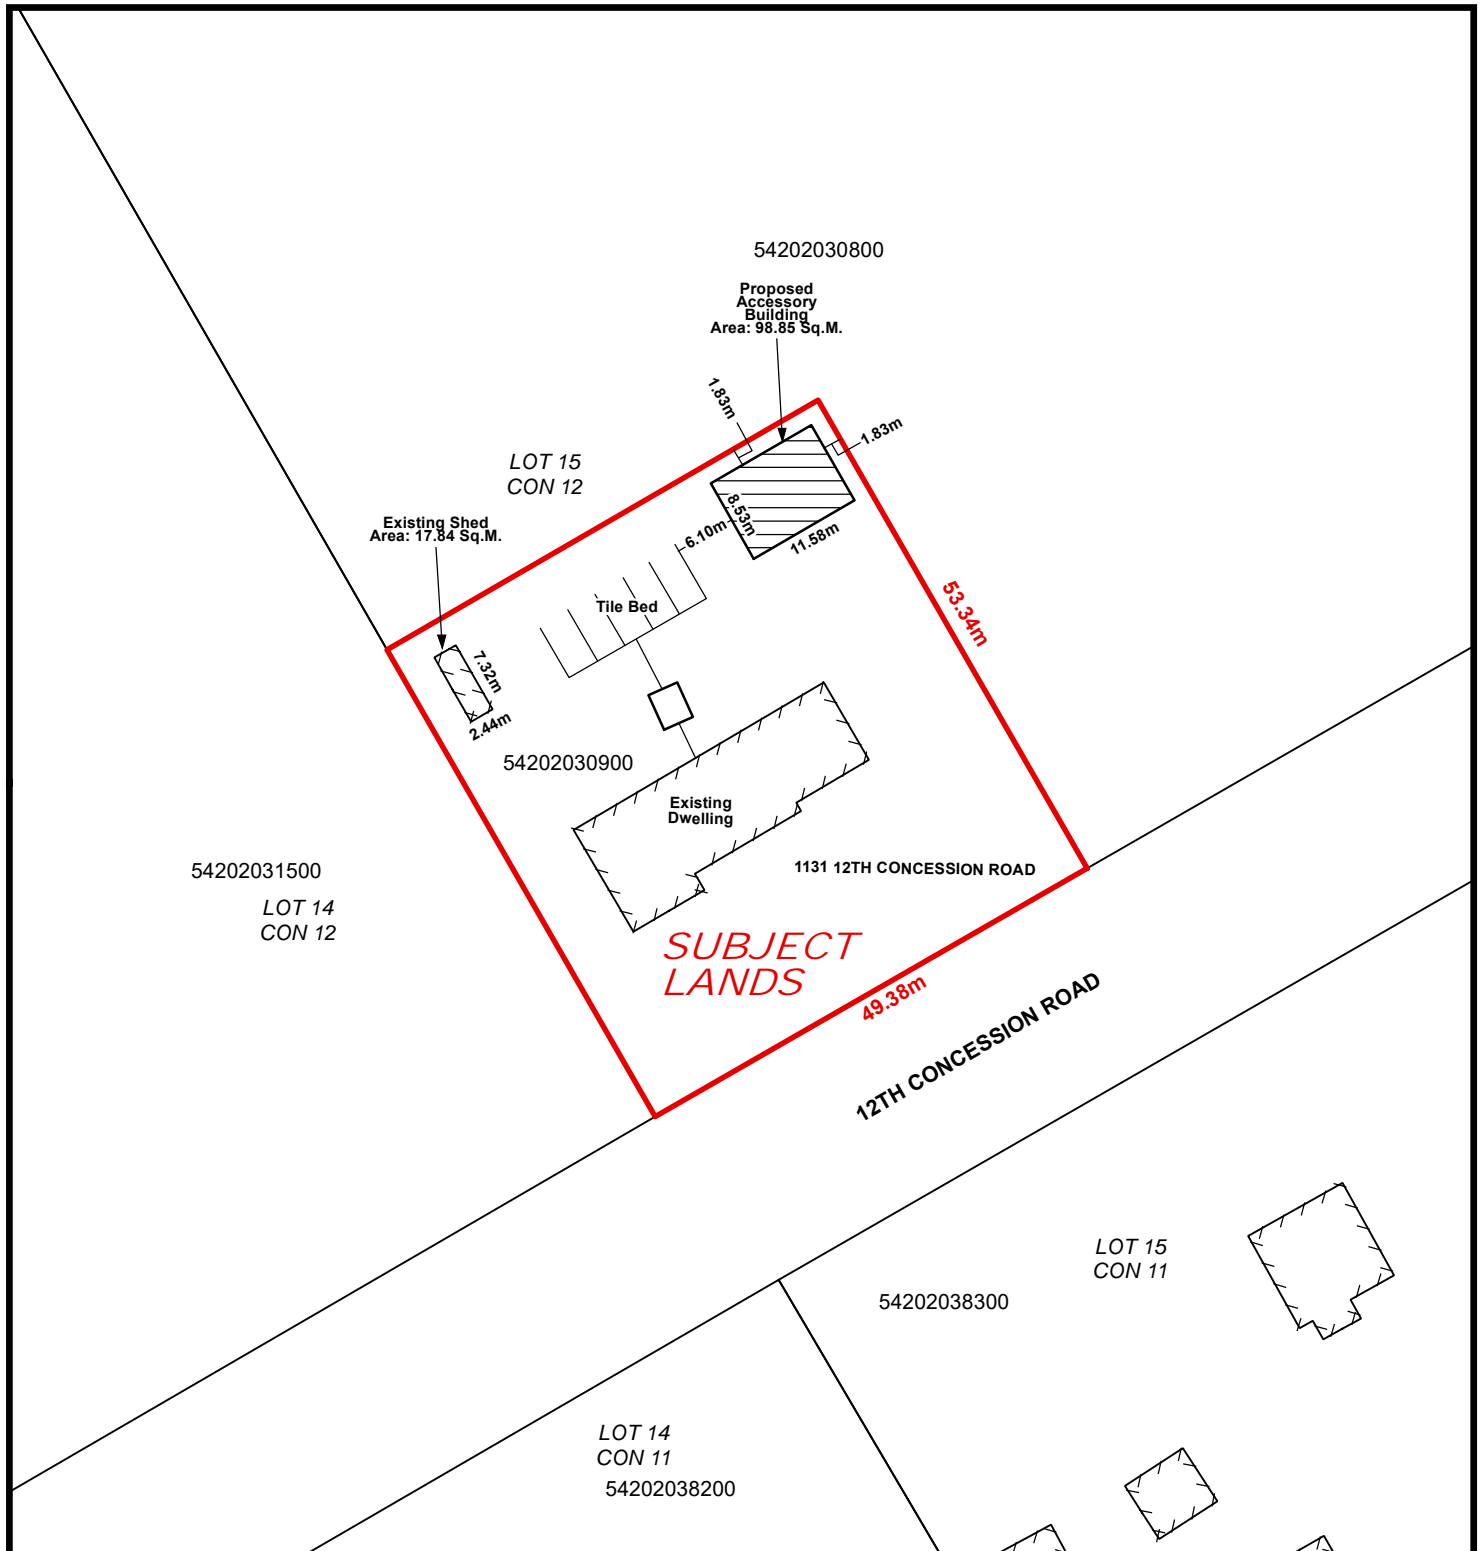 54202030800
Proposed
Accessory
Building
Area: 98.85 Sq.M.
1.83m
1.83m
LOT 15
CON 12
Existing Shed
Area: 17.84 Sq.M.
8.53m
6.10m
11.58m
Tile Bed
53.34m
7.32m
2.44m
54202030900
Existing
Dwelling
1131 12TH CONCESSION ROAD
54202031500
LOT 14
CON 12
SUBJECT
LANDS
49.38m
12TH CONCESSION ROAD
LOT 15
CON 11
54202038300
LOT 14
CON 11
54202038200